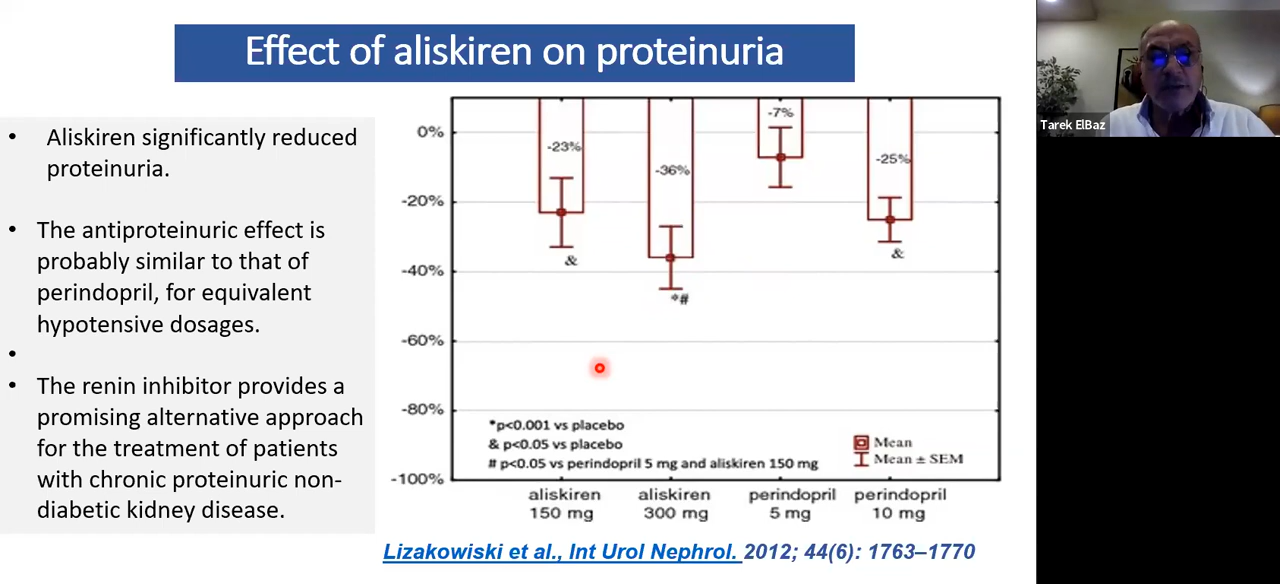 Effect of aliskiren on proteinuria
Tarek ElBaz
• Aliskiren significantly reduced
proteinuria.
• The antiproteinuric effect is
probably similar to that of
perindopril, for equivalent
hypotensive dosages.
•
• The renin inhibitor provides a
promising alternative approach
for the treatment of patients
with chronic proteinuric non-
diabetic kidney disease.
0%
-20%
-40%
-60%
-80%
-100%
-23%
-36%
-7%
-25%
&
*#
&
*p<0.001 vs placebo
& p<0.05 vs placebo
# p<0.05 vs perindopril 5 mg and aliskiren 150 mg
Mean
Mean ± SEM
aliskiren
150 mg
aliskiren
300 mg
perindopril
5 mg
perindopril
10 mg
Lizakowiski et al., Int Urol Nephrol. 2012; 44(6): 1763–1770